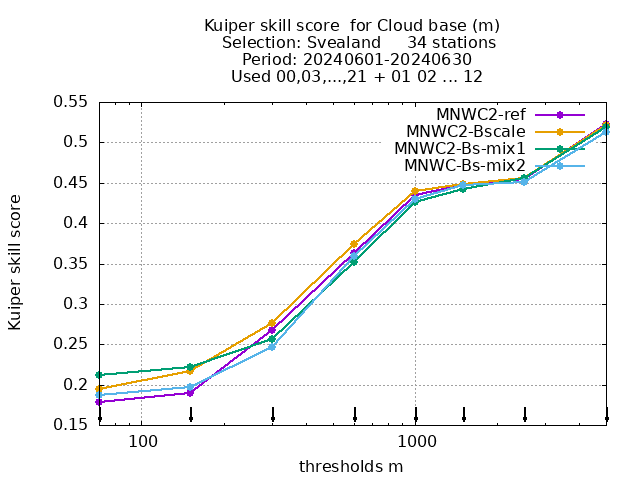 Kuiper skill score  for Cloud base (m)
Selection: Svealand     34 stations
Period: 20240601-20240630
Used 00,03,...,21 + 01 02 ... 12
MNWC2-ref
MNWC2-Bscale
MNWC2-Bs-mix1
MNWC-Bs-mix2
Kuiper skill score
0.55
0.5
0.45
0.4
0.35
0.3
0.25
0.2
0.15
100 1000
thresholds m